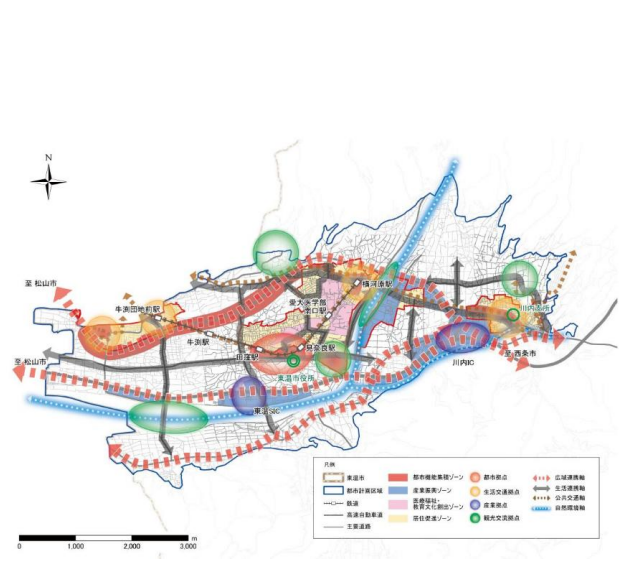 N
至 松山市
牛渕団地前駅
愛大医学部
南口駅
横河原駅
牛渕駅
田窪駅
見奈良駅
東温市役所
川内支所
至 松山市
至 西条市
川内IC
東温SIC
0 1,000 2,000 3,000 m
凡例
東温市
都市計画区域
鉄道
高速自動車道
主要道路
都市機能集積ゾーン
産業振興ゾーン
医療福祉・
教育文化創出ゾーン
居住促進ゾーン
都市拠点
生活交通拠点
産業拠点
観光交流拠点
広域連携軸
生活連携軸
公共交通軸
自然環境軸